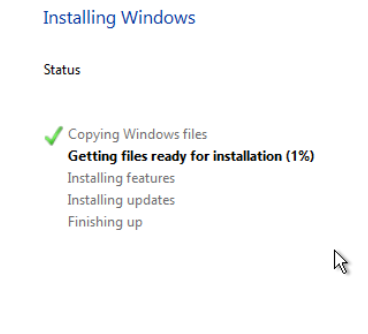 Installing Windows
Status
Copying Windows files
Getting files ready for installation (1%)
Installing features
Installing updates
Finishing up